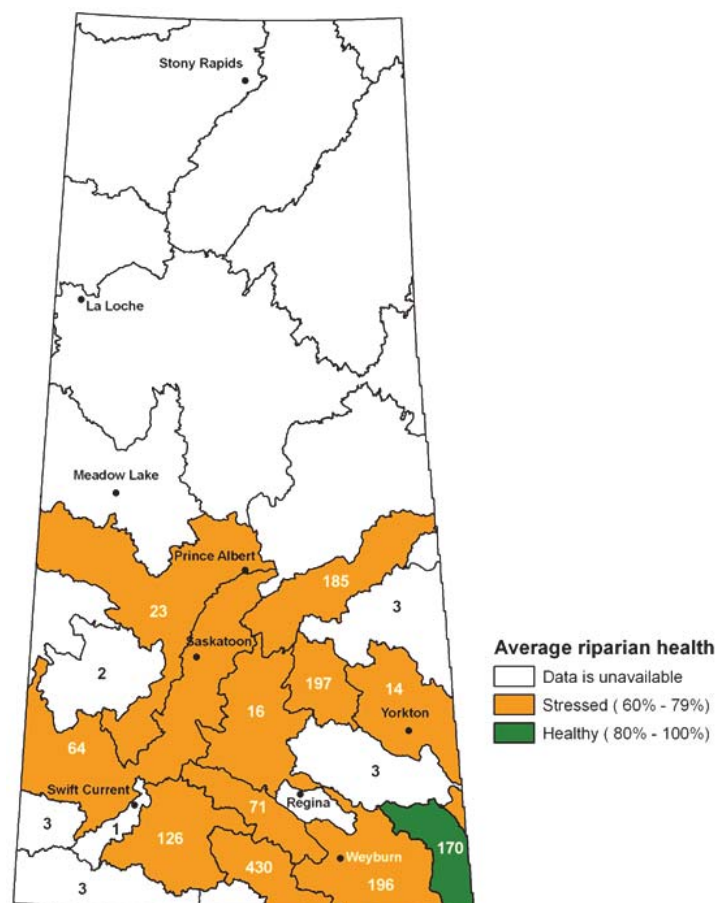 Stony Rapids
La Loche
Meadow Lake
Prince Albert
185
23
3
Saskatoon
2
197
14
16
Yorkton
64
3
Swift Current
71
Regina
3
1
126
170
430
Weyburn
196
3
Average riparian health
Data is unavailable
Stressed ( 60% - 79%)
Healthy ( 80% - 100%)